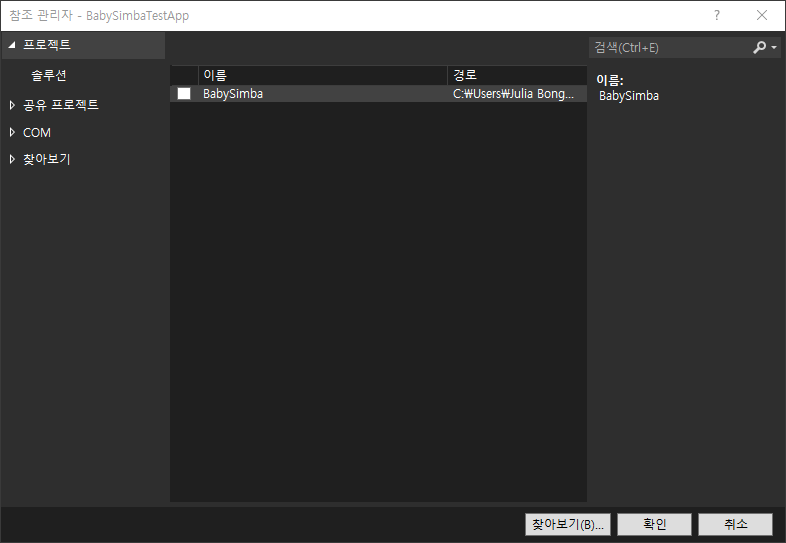 참조 관리자 - BabySimbaTestApp
?
프로젝트
솔루션
공유 프로젝트
COM
찾아보기
이름 경로
BabySimba C:₩Users₩Julia Bong...
검색(Ctrl+E)
이름:
BabySimba
찾아보기(B)... 확인 취소